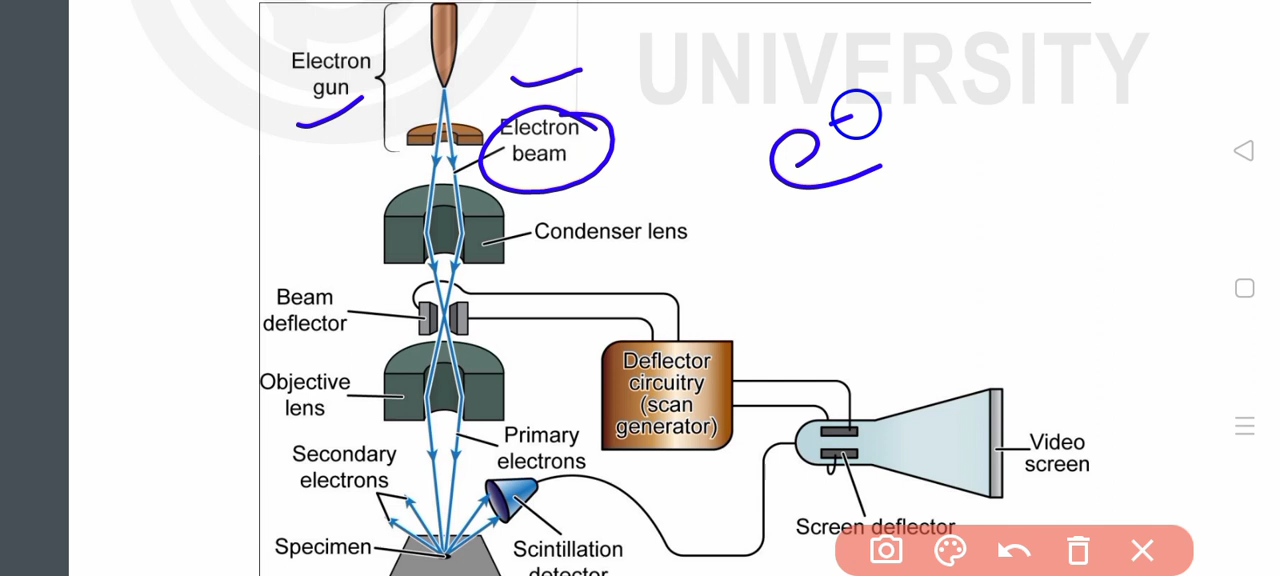 UNIVERSITY
Electron
gun
Electron
beam
e-
Condenser lens
Beam
deflector
Deflector
circuitry
(scan
generator)
Objective
lens
Primary
electrons
Secondary
electrons
Video
screen
Screen deflector
Specimen
Scintillation
detector